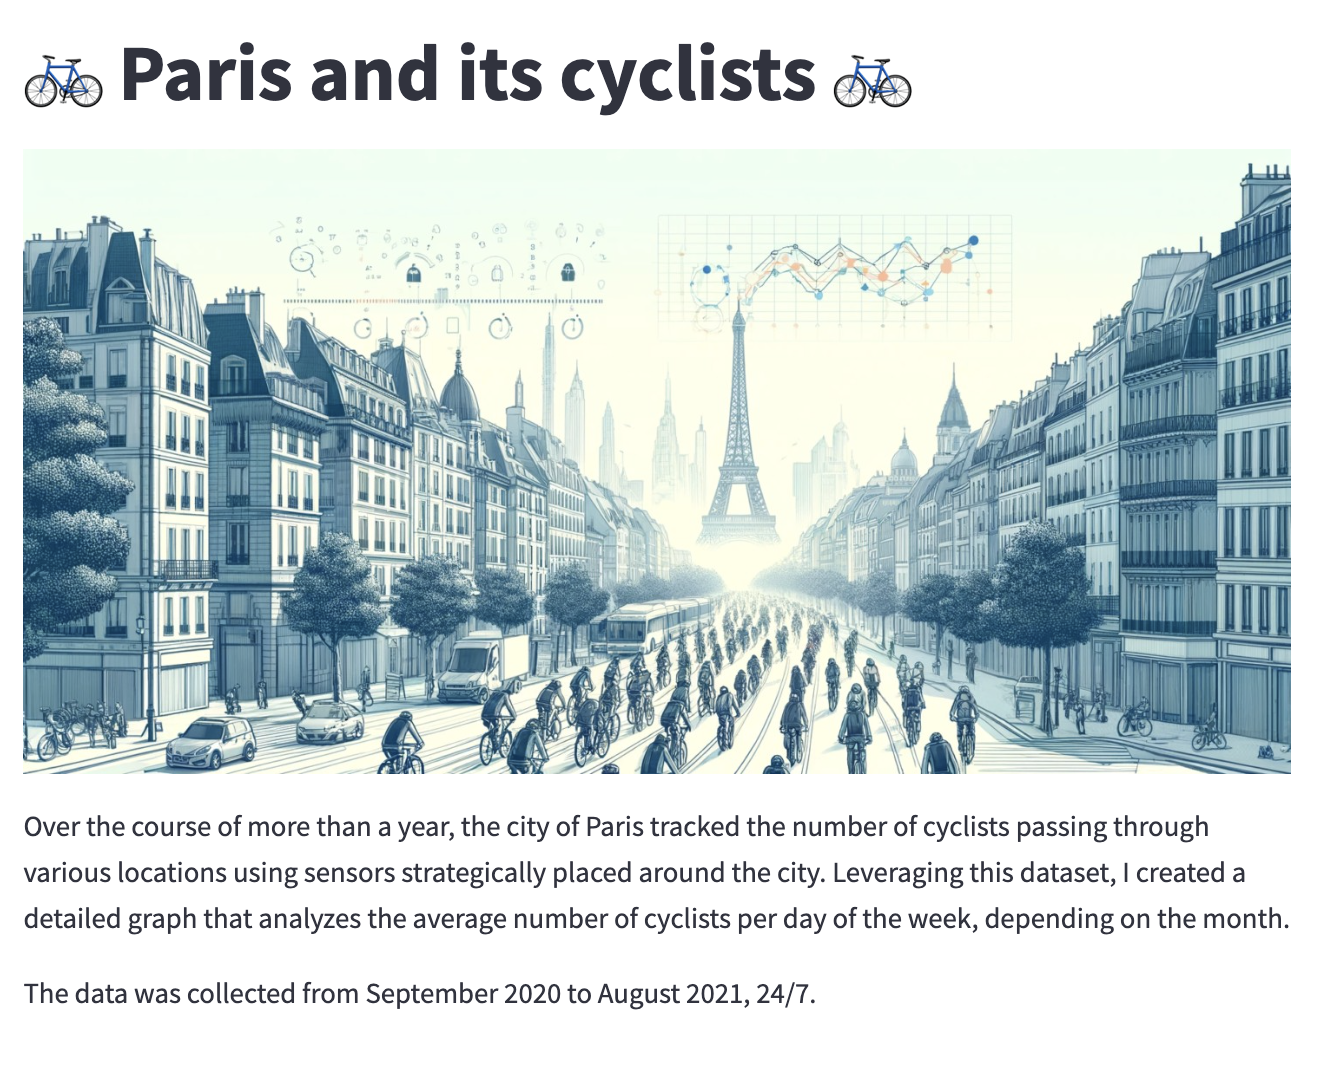 🚲 Paris and its cyclists 🚲
Over the course of more than a year, the city of Paris tracked the number of cyclists passing through
various locations using sensors strategically placed around the city. Leveraging this dataset, I created a
detailed graph that analyzes the average number of cyclists per day of the week, depending on the month.
The data was collected from September 2020 to August 2021, 24/7.